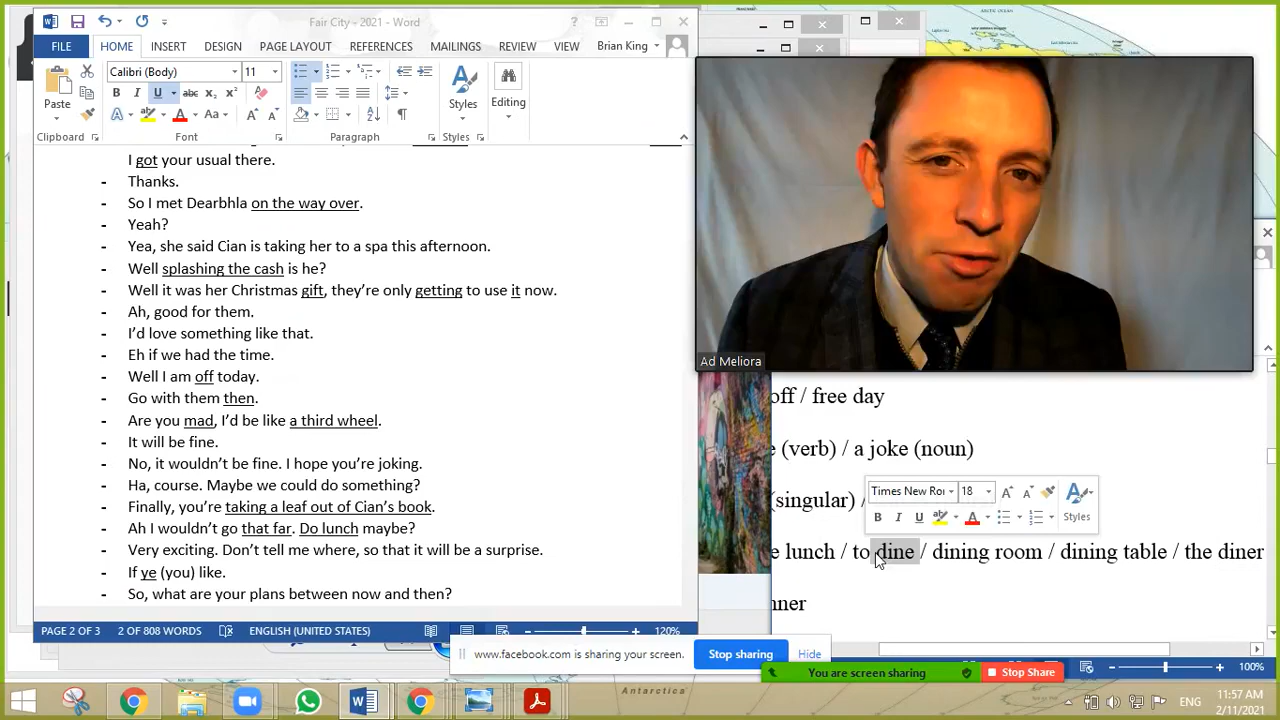 Fair City - 2021 - Word
FILE HOME INSERT DESIGN PAGE LAYOUT REFERENCES MAILINGS REVIEW VIEW Brian King
Calibri (Body) 11
Paste
Styles
Editing
Clipboard Font Paragraph Styles
I got your usual there.
- Thanks.
- So I met Dearbhla on the way over.
- Yeah?
- Yea, she said Cian is taking her to a spa this afternoon.
- Well splashing the cash is he?
- Well it was her Christmas gift, they're only getting to use it now.
- Ah, good for them.
- I'd love something like that.
- Eh if we had the time.
- Well I am off today.
- Go with them then.
- Are you mad, I'd be like a third wheel.
- It will be fine.
- No, it wouldn't be fine. I hope you're joking.
- Ha, course. Maybe we could do something?
- Finally, you're taking a leaf out of Cian's book.
- Ah I wouldn't go that far. Do lunch maybe?
- Very exciting. Don't tell me where, so that it will be a surprise.
- If ye (you) like.
- So, what are your plans between now and then?
PAGE 2 OF 3 2 OF 808 WORDS ENGLISH (UNITED STATES) 120%
ARCTIC OCEAN
Ad Meliora
off / free day
e (verb) / a joke (noun)
(singular) /
Times New Ror 18
Styles
e lunch / to dine / dining room / dining table / the diner
nner
100%
www.facebook.com is sharing your screen. Stop sharing Hide
You are screen sharing Stop Share
Antarctica
ENG
11:57 AM
2/11/2021